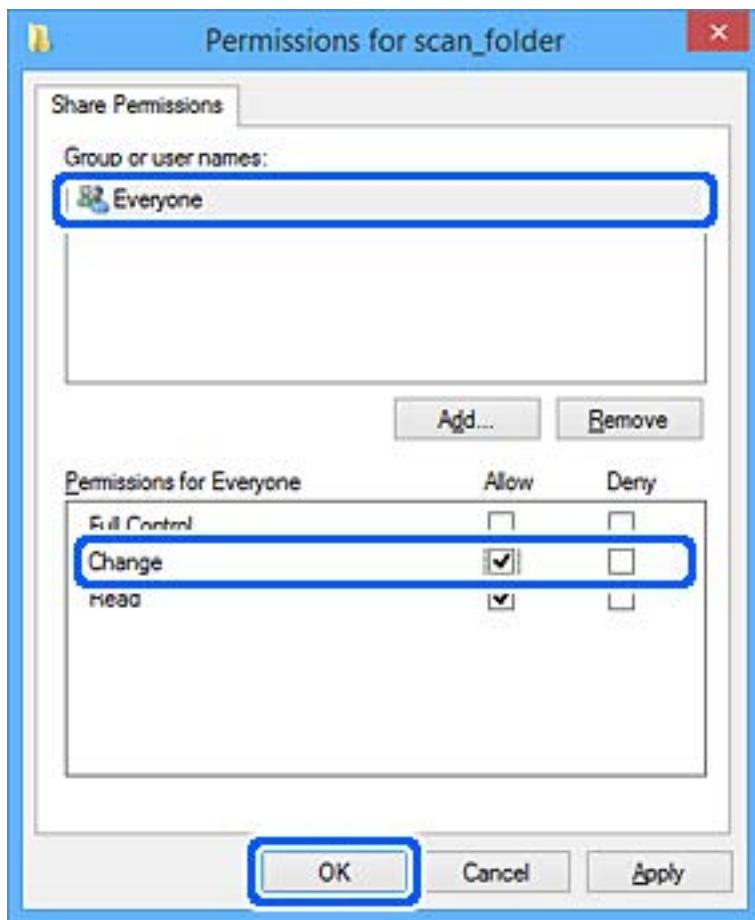 Permissions for scan_folder
Share Permissions
Group or user names:
Everyone
Add... Remove
Permissions for Everyone Allow Deny
Full Control
Change
Read
OK Cancel Apply